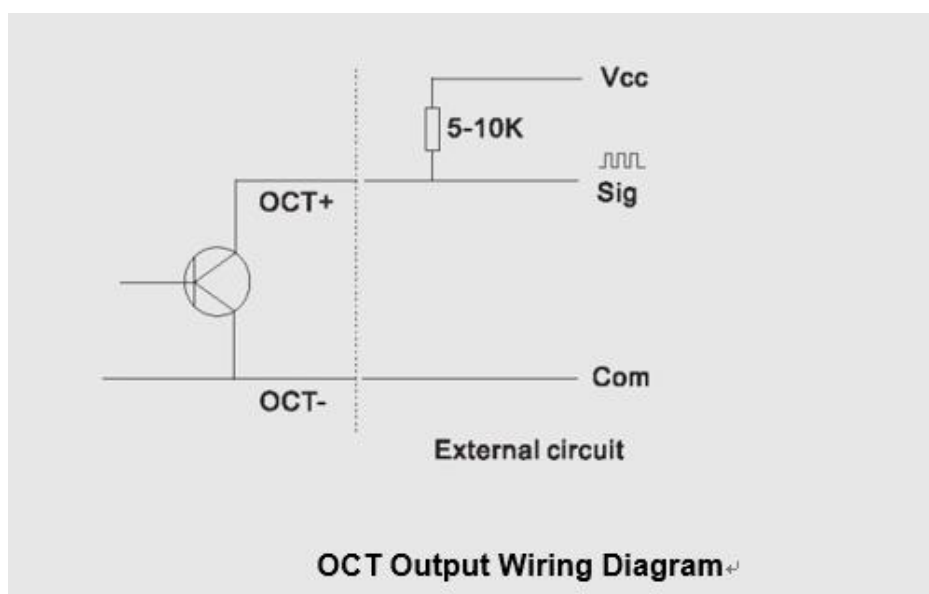 Vcc
5-10K
Sig
OCT+
Com
OCT-
External circuit
OCT Output Wiring Diagram↵